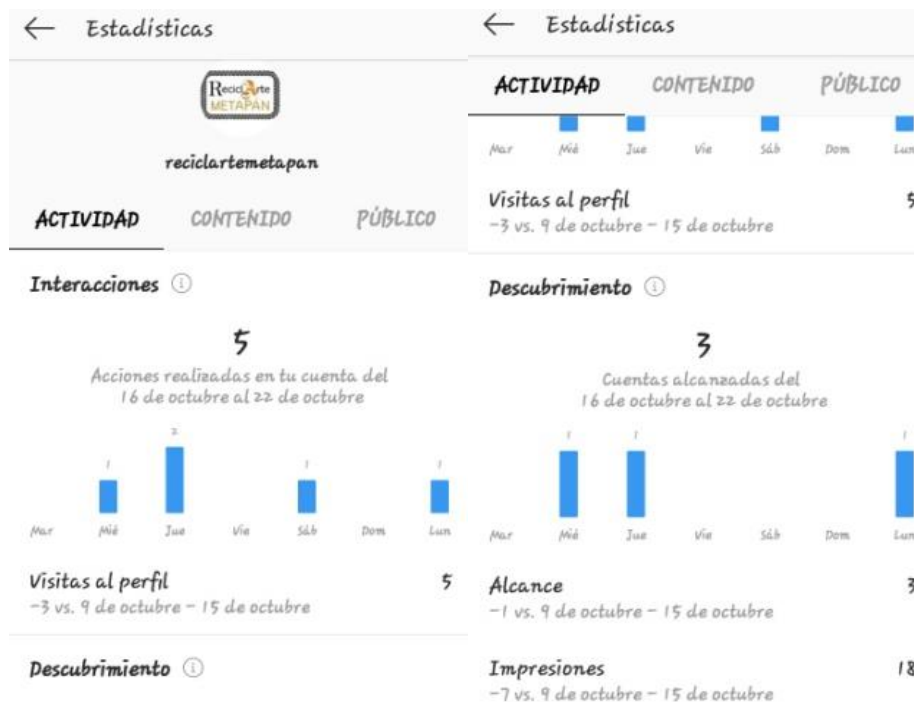 ← Estadísticas
ReciclArte
METAPÁN
reciclartemetapan
ACTIVIDAD CONTENIDO PÚBLICO
Interacciones
5
Acciones realizadas en tu cuenta del
16 de octubre al 22 de octubre
2
1 1 1
Mar Mié Jue Vie Sáb Dom Lun
Visitas al perfil 5
-3 vs. 9 de octubre - 15 de octubre
Descubrimiento
← Estadísticas
ACTIVIDAD CONTENIDO PÚBLICO
Mar Mié Jue Vie Sáb Dom Lun
Visitas al perfil 5
-3 vs. 9 de octubre - 15 de octubre
Descubrimiento
3
Cuentas alcanzadas del
16 de octubre al 22 de octubre
1 1 1
Mar Mié Jue Vie Sáb Dom Lun
Alcance 3
-1 vs. 9 de octubre - 15 de octubre
Impresiones 18
-7 vs. 9 de octubre - 15 de octubre